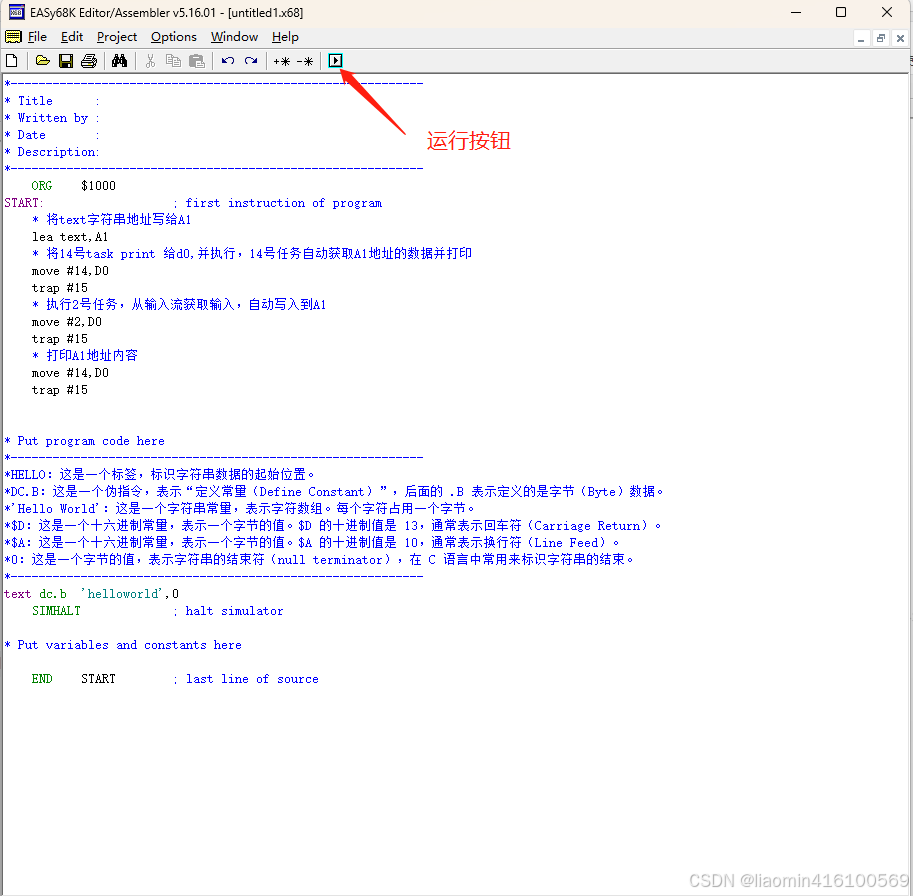 EASy68K Editor/Assembler v5.16.01 - [untitled1.x68]
File Edit Project Options Window Help
运行按钮
*-----------------------------------------------------------
* Title      :
* Written by :
* Date       :
* Description:
*-----------------------------------------------------------
    ORG    $1000
START:                  ; first instruction of program
    * 将text字符串地址写给A1
    lea text,A1
    * 将14号task print 给d0,并执行，14号任务自动获取A1地址的数据并打印
    move #14,D0
    trap #15
    * 执行2号任务，从输入流获取输入，自动写入到A1
    move #2,D0
    trap #15
    * 打印A1地址内容
    move #14,D0
    trap #15
* Put program code here
*-----------------------------------------------------------
*HELLO：这是一个标签，标识字符串数据的起始位置。
*DC.B：这是一个伪指令，表示“定义常量（Define Constant）”，后面的 .B 表示定义的是字节（Byte）数据。
*'Hello World'：这是一个字符串常量，表示字符数组。每个字符占用一个字节。
*$D：这是一个十六进制常量，表示一个字节的值。$D 的十进制值是 13，通常表示回车符（Carriage Return）。
*$A：这是一个十六进制常量，表示一个字节的值。$A 的十进制值是 10，通常表示换行符（Line Feed）。
*0：这是一个字节的值，表示字符串的结束符（null terminator），在 C 语言中常用来标识字符串的结束。
*-----------------------------------------------------------
text dc.b  'helloworld',0
    SIMHALT             ; halt simulator
* Put variables and constants here
    END    START        ; last line of source
CSDN @liaomin416100569